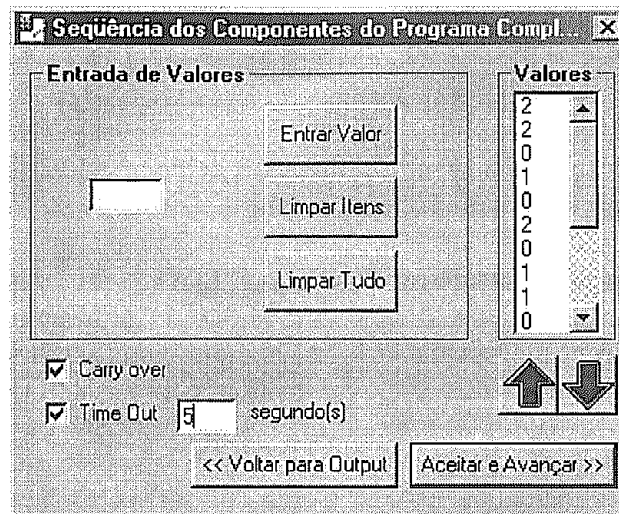 Seqüência dos Componentes do Programa Compl...
Entrada de Valores
Entrar Valor
Limpar Itens
Limpar Tudo
Valores
2
2
0
1
0
2
0
1
1
0
Carry over
Time Out 5 segundo(s)
<< Voltar para Output
Aceitar e Avançar >>